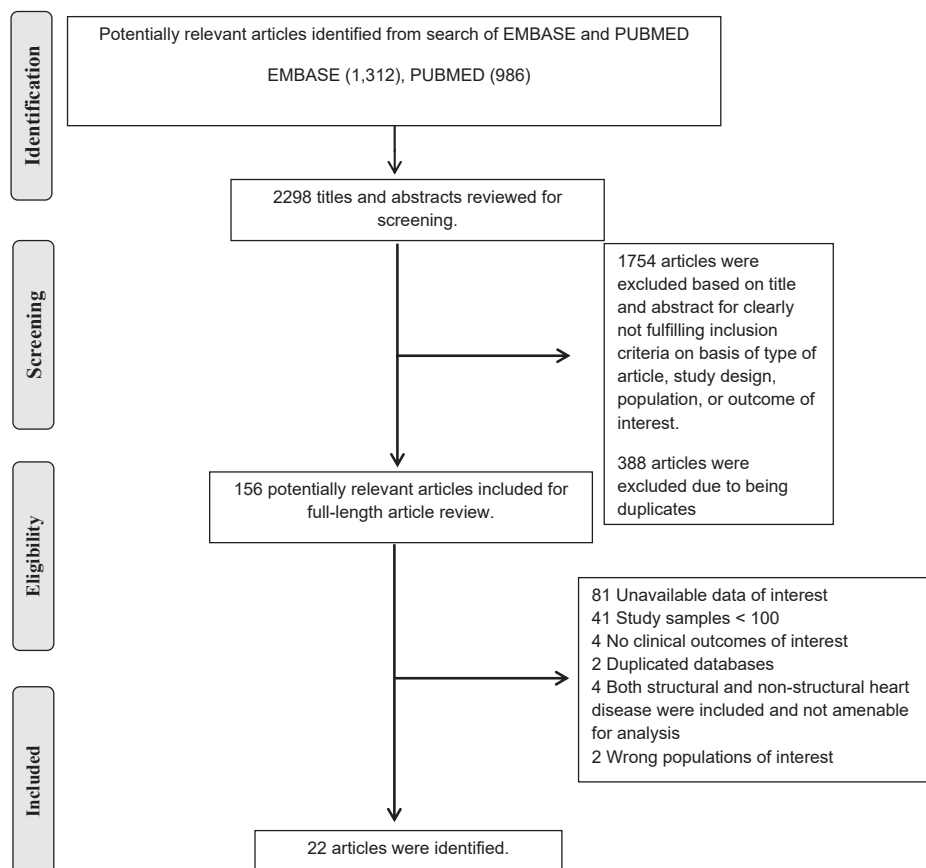 Identification
Potentially relevant articles identified from search of EMBASE and PUBMED
EMBASE (1,312), PUBMED (986)
2298 titles and abstracts reviewed for
screening.
Screening
1754 articles were
excluded based on title
and abstract for clearly
not fulfilling inclusion
criteria on basis of type of
article, study design,
population, or outcome of
interest.
388 articles were
excluded due to being
duplicates
Eligibility
156 potentially relevant articles included for
full-length article review.
81 Unavailable data of interest
41 Study samples < 100
4 No clinical outcomes of interest
2 Duplicated databases
4 Both structural and non-structural heart
disease were included and not amenable
for analysis
2 Wrong populations of interest
Included
22 articles were identified.